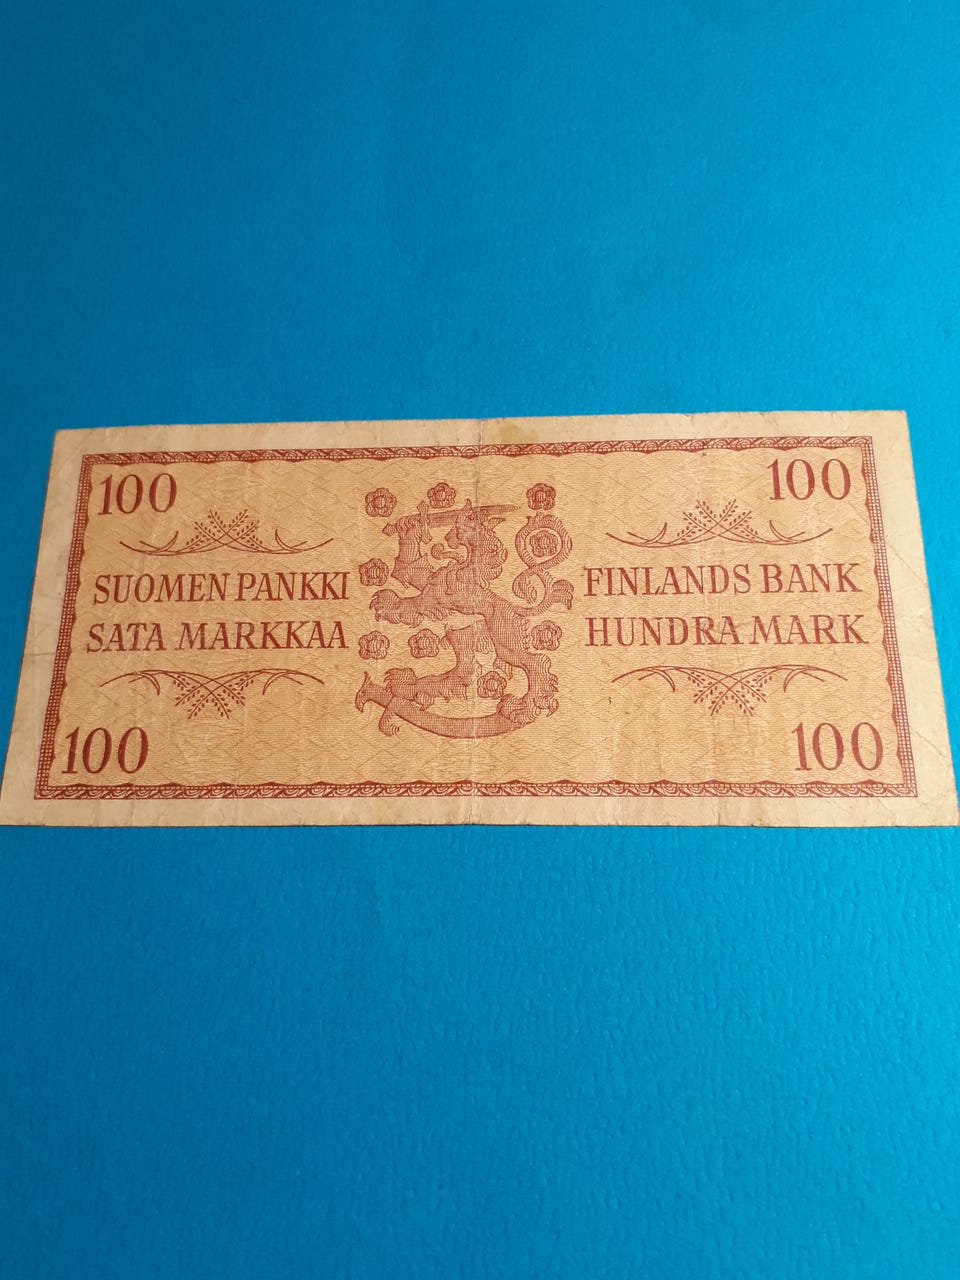 100 100
SUOMEN PANKKI
SATA MARKKAA
FINLANDS BANK
HUNDRA MARK
100 100